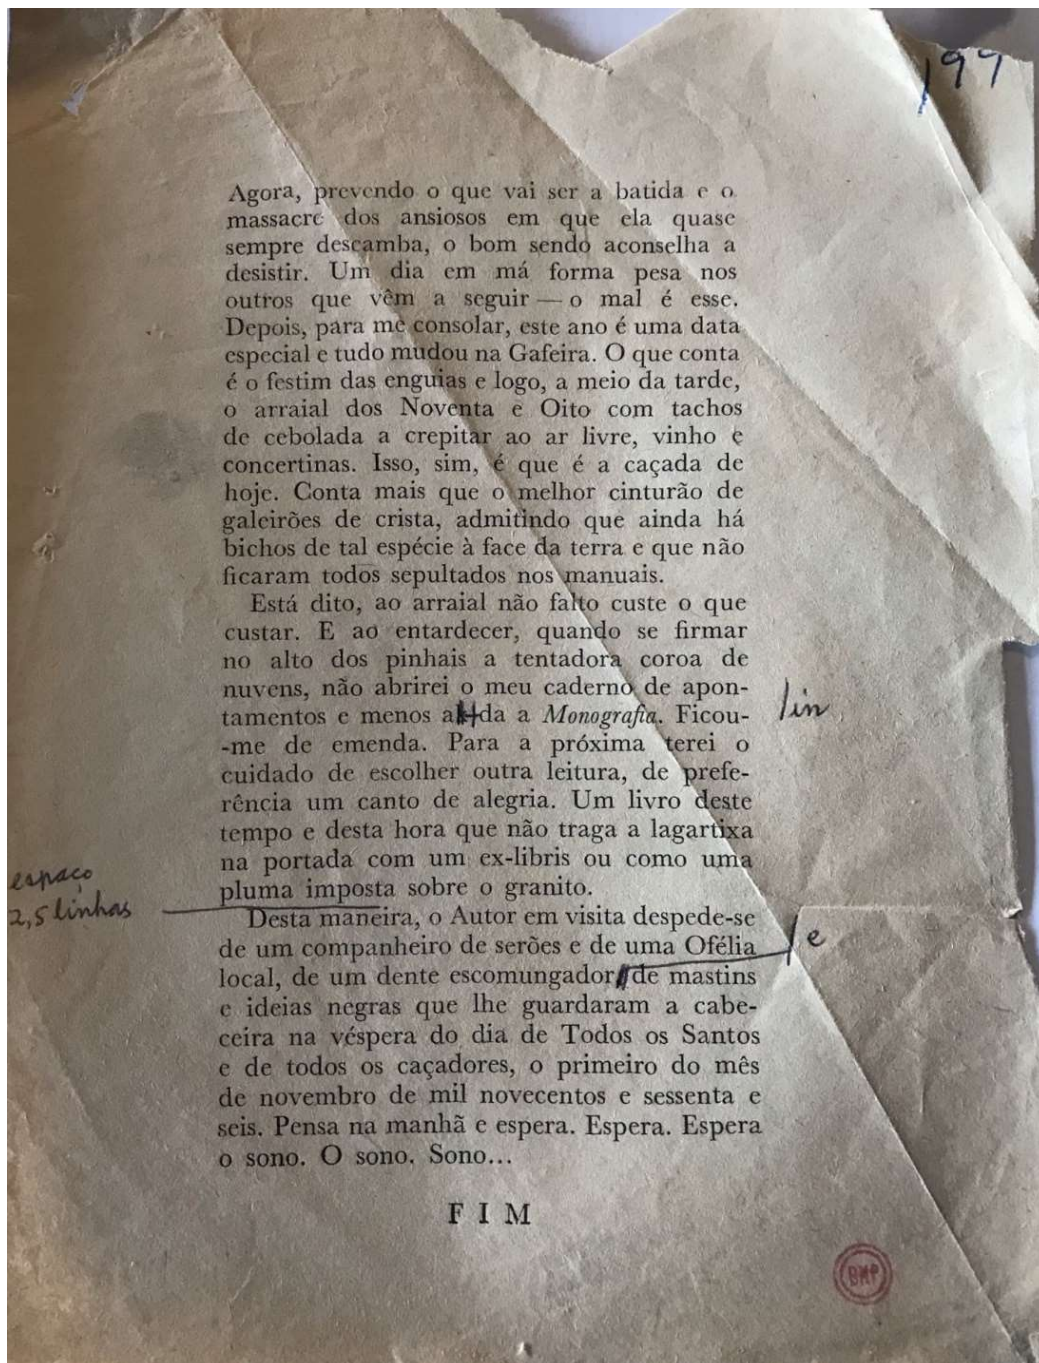 199
Agora, prevendo o que vai ser a batida e o
massacre dos ansiosos em que ela quase
sempre descamba, o bom sendo aconselha a
desistir. Um dia em má forma pesa nos
outros que vêm a seguir — o mal é esse.
Depois, para me consolar, este ano é uma data
especial e tudo mudou na Gafeira. O que conta
é o festim das enguias e logo, a meio da tarde,
o arraial dos Noventa e Oito com tachos
de cebolada a crepitar ao ar livre, vinho e
concertinas. Isso, sim, é que é a caçada de
hoje. Conta mais que o melhor cinturão de
galeirões de crista, admitindo que ainda há
bichos de tal espécie à face da terra e que não
ficaram todos sepultados nos manuais.
Está dito, ao arraial não falto custe o que
custar. E ao entardecer, quando se firmar
no alto dos pinhais a tentadora coroa de
nuvens, não abrirei o meu caderno de apon-
tamentos e menos a da a Monografia. Ficou-
in
-me de emenda. Para a próxima terei o
cuidado de escolher outra leitura, de prefe-
rência um canto de alegria. Um livro deste
tempo e desta hora que não traga a lagartixa
na portada com um ex-libris ou como uma
pluma imposta sobre o granito.
espaço
2,5 linhas
Desta maneira, o Autor em visita despede-se
de um companheiro de serões e de uma Ofélia
e
local, de um dente escomungador de mastins
e ideias negras que lhe guardaram a cabe-
ceira na véspera do dia de Todos os Santos
e de todos os caçadores, o primeiro do mês
de novembro de mil novecentos e sessenta e
seis. Pensa na manhã e espera. Espera. Espera
o sono. O sono. Sono...
FIM
BMP